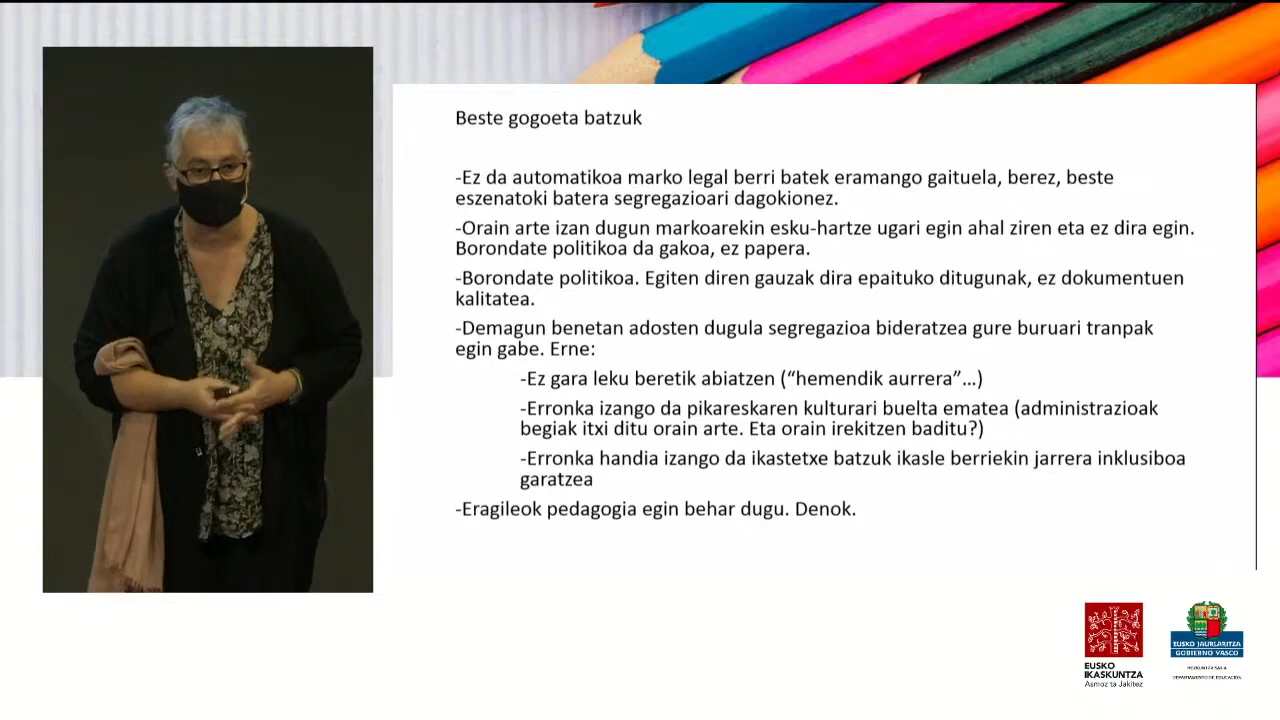 Beste gogoeta batzuk
-Ez da automatikoa marko legal berri batek eramango gaituela, berez, beste
eszenatoki batera segregazioari dagokionez.
-Orain arte izan dugun markoarekin esku-hartze ugari egin ahal ziren eta ez dira egin.
Borondate politikoa da gakoa, ez papera.
-Borondate politikoa. Egiten diren gauzak dira epaituko ditugunak, ez dokumentuen
kalitatea.
-Demagun benetan adosten dugula segregazioa bideratzea gure buruari tranpak
egin gabe. Erne:
-Ez gara leku beretik abiatzen (“hemendik aurrera”…)
-Erronka izango da pikareskaren kulturari buelta ematea (administrazioak
begiak itxi ditu orain arte. Eta orain irekitzen baditu?)
-Erronka handia izango da ikastetxe batzuk ikasle berriekin jarrera inklusiboa
garatzea
-Eragileok pedagogia egin behar dugu. Denok.
EUSKO
IKASKUNTZA
Asmoz ta Jakitez
EUSKO JAURLARITZA
GOBIERNO VASCO
HEZKUNTZA SAILA
DEPARTAMENTO DE EDUCACIÓN